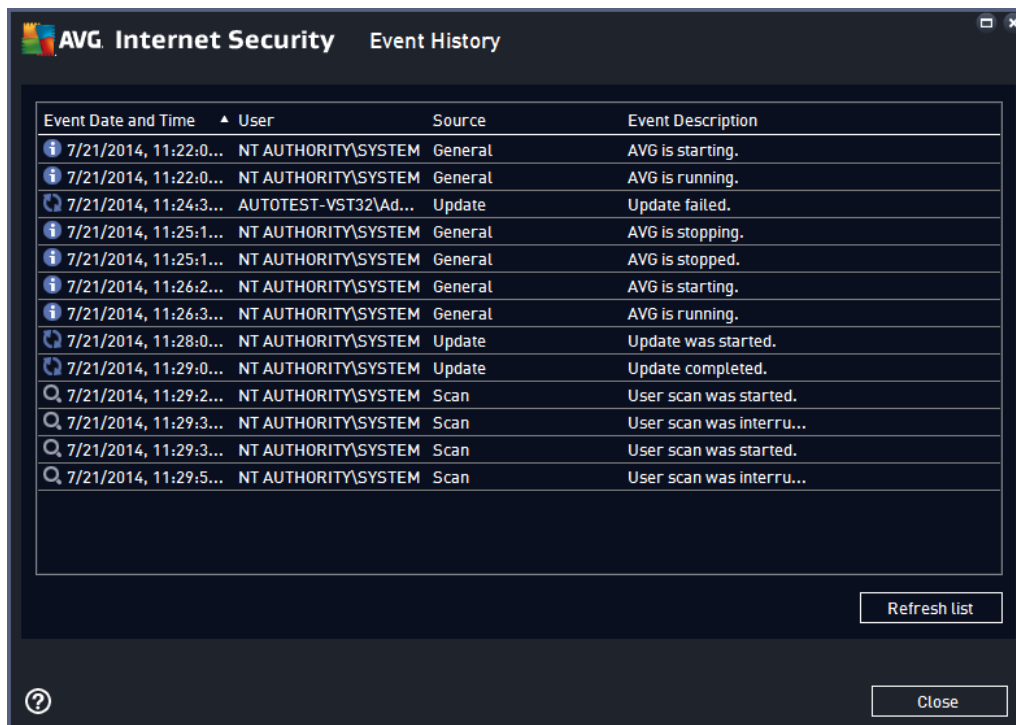 AVG. Internet Security Event History
Event Date and Time User Source Event Description
7/21/2014, 11:22:0... NT AUTHORITY\SYSTEM General AVG is starting.
7/21/2014, 11:22:0... NT AUTHORITY\SYSTEM General AVG is running.
7/21/2014, 11:24:3... AUTOTEST-VST32\Ad... Update Update failed.
7/21/2014, 11:25:1... NT AUTHORITY\SYSTEM General AVG is stopping.
7/21/2014, 11:25:1... NT AUTHORITY\SYSTEM General AVG is stopped.
7/21/2014, 11:26:2... NT AUTHORITY\SYSTEM General AVG is starting.
7/21/2014, 11:26:3... NT AUTHORITY\SYSTEM General AVG is running.
7/21/2014, 11:28:0... NT AUTHORITY\SYSTEM Update Update was started.
7/21/2014, 11:29:0... NT AUTHORITY\SYSTEM Update Update completed.
7/21/2014, 11:29:2... NT AUTHORITY\SYSTEM Scan User scan was started.
7/21/2014, 11:29:3... NT AUTHORITY\SYSTEM Scan User scan was interru...
7/21/2014, 11:29:3... NT AUTHORITY\SYSTEM Scan User scan was started.
7/21/2014, 11:29:5... NT AUTHORITY\SYSTEM Scan User scan was interru...
Refresh list
Close